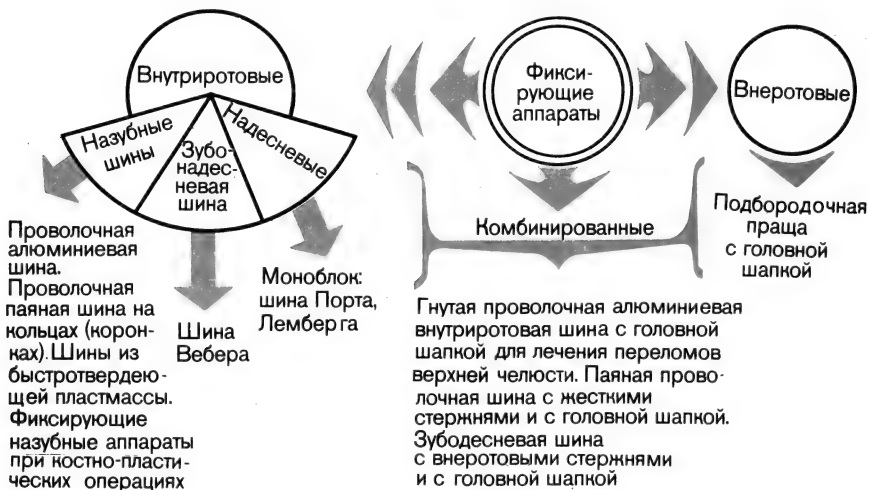 Внутриротовые
Назубные
шины
Зубо-
надес-
невая
шина
Надесневые
Проволочная
алюминиевая
шина.
Проволочная
паяная шина на
кольцах (корон-
ках). Шины из
быстротвердею-
щей пластмассы.
Фиксирующие
назубные аппараты
при костно-пласти-
ческих операциях
Шина
Вебера
Моноблок:
шина Порта,
Лемберга
Фикси-
рующие
аппараты
Комбинированные
Гнутая проволочная алюминиевая
внутриротовая шина с головной
шапкой для лечения переломов
верхней челюсти. Паяная прово-
лочная шина с жесткими
стержнями и с головной шапкой.
Зубодесневая шина
с внеротовыми стержнями
и с головной шапкой
Внеротовые
Подбородочная
праща
с головной
шапкой